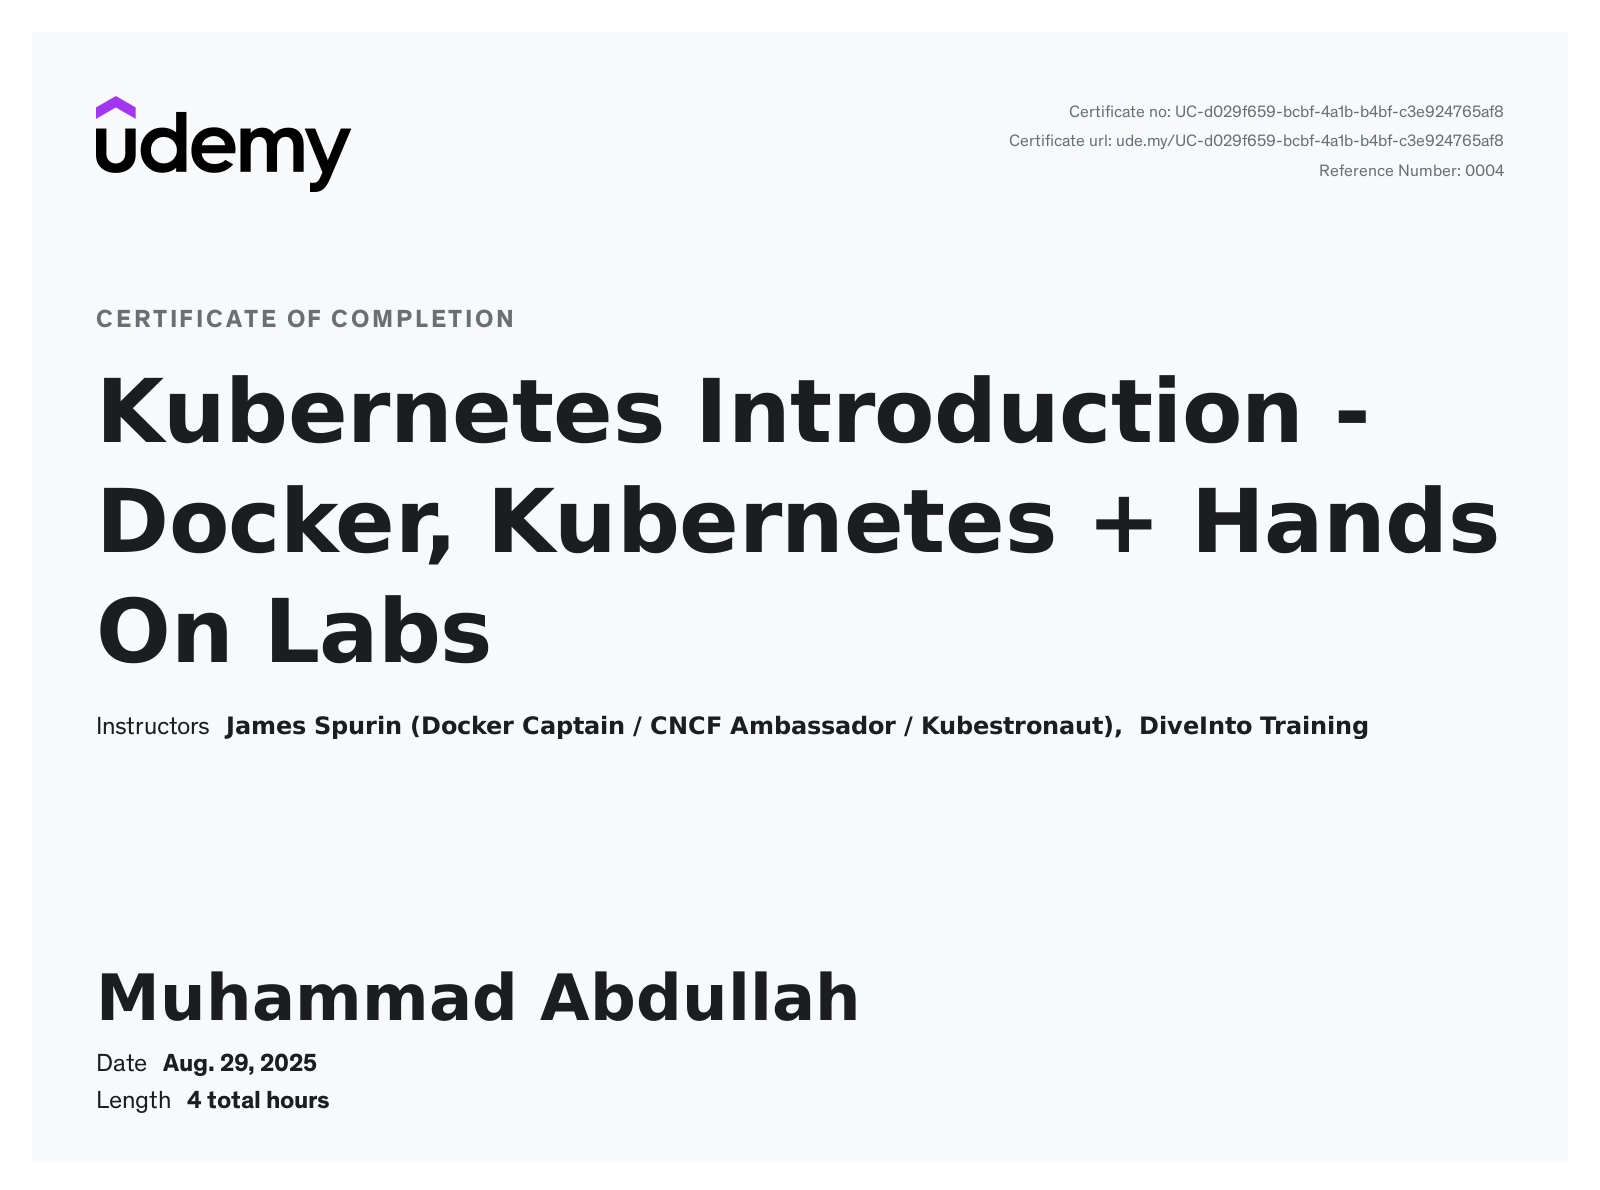 udemy
Certificate no: UC-d029f659-bcbf-4a1b-b4bf-c3e924765af8
Certificate url: ude.my/UC-d029f659-bcbf-4a1b-b4bf-c3e924765af8
Reference Number: 0004
CERTIFICATE OF COMPLETION
Kubernetes Introduction -
Docker, Kubernetes + Hands
On Labs
Instructors James Spurin (Docker Captain / CNCF Ambassador / Kubestronaut), DiveInto Training
Muhammad Abdullah
Date Aug. 29, 2025
Length 4 total hours